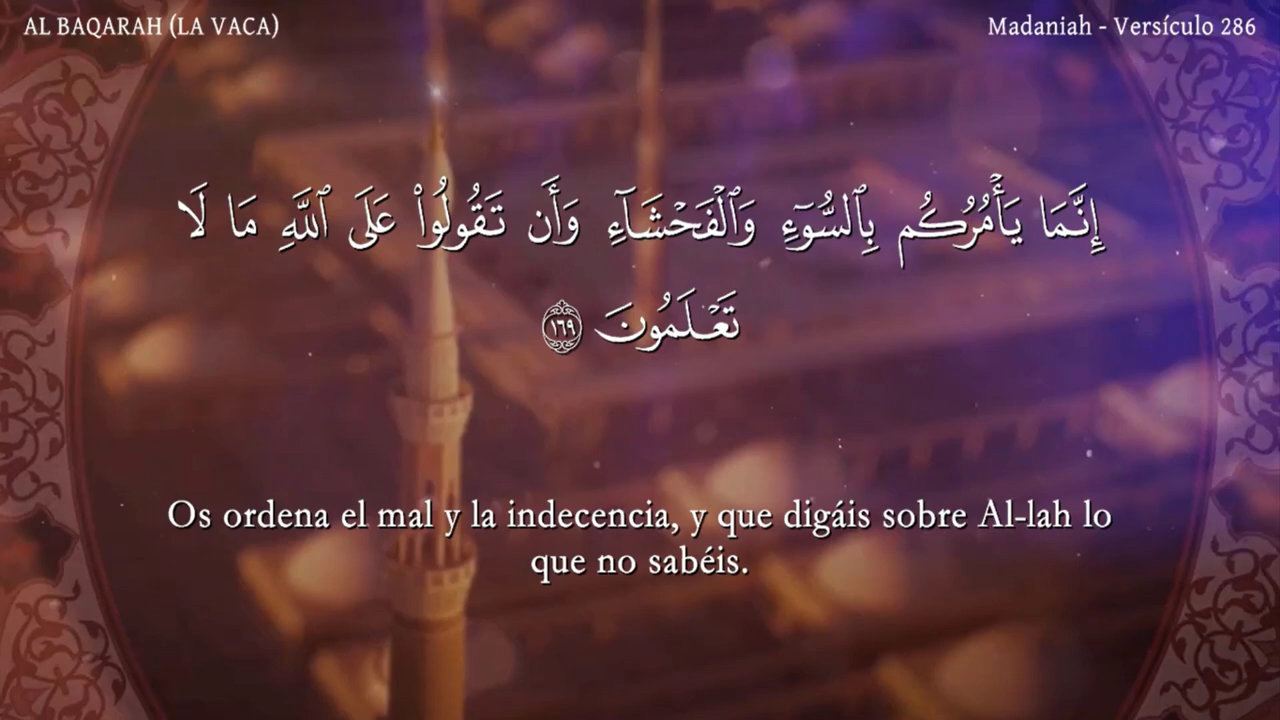 AL BAQARAH (LA VACA)
Madaniah - Versículo 286
إِنَّمَا يَأْمُرُكُم بِٱلسُّوٓءِ وَٱلْفَحْشَآءِ وَأَن تَقُولُوا۟ عَلَى ٱللَّهِ مَا لَا
تَعْلَمُونَ ١٦٩
Os ordena el mal y la indecencia, y que digáis sobre Al-lah lo
que no sabéis.